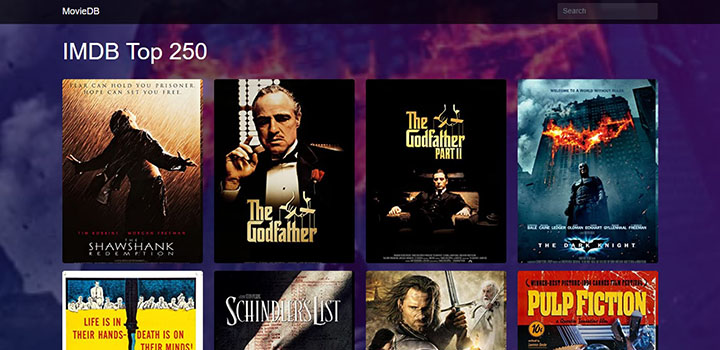 MovieDB
Search
IMDB Top 250
FEAR CAN HOLD YOU PRISONER.
HOPE CAN SET YOU FREE.
TIM ROBBINS MORGAN FREEMAN
THE
SHAWSHANK
REDEMPTION
The
Godfather
The
Godfather
PART II
WELCOME TO A WORLD WITHOUT RULES.
BALE CAINE LEDGER OLDMAN ECKHART GYLLENHAAL FREEMAN
THE DARK KNIGHT
LIFE IS IN
THEIR HANDS—
DEATH IS ON
THEIR MINDS!
SCHINDLER'S LIST
PULP FICTION
10¢